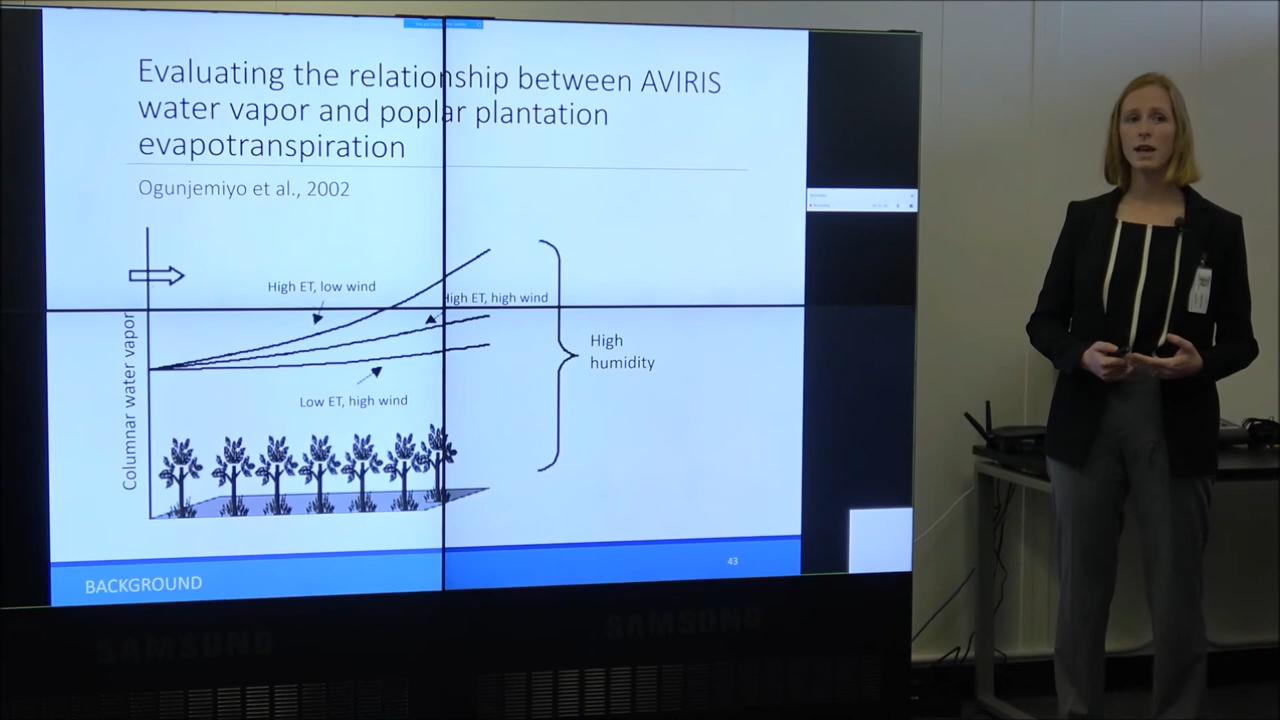 Evaluating the relationship between AVIRIS
water vapor and poplar plantation
evapotranspiration
Ogunjemiyo et al., 2002
High ET, low wind
High ET, high wind
Low ET, high wind
Columnar water vapor
High
humidity
BACKGROUND
43
SAMSUNG
SAMSUNG